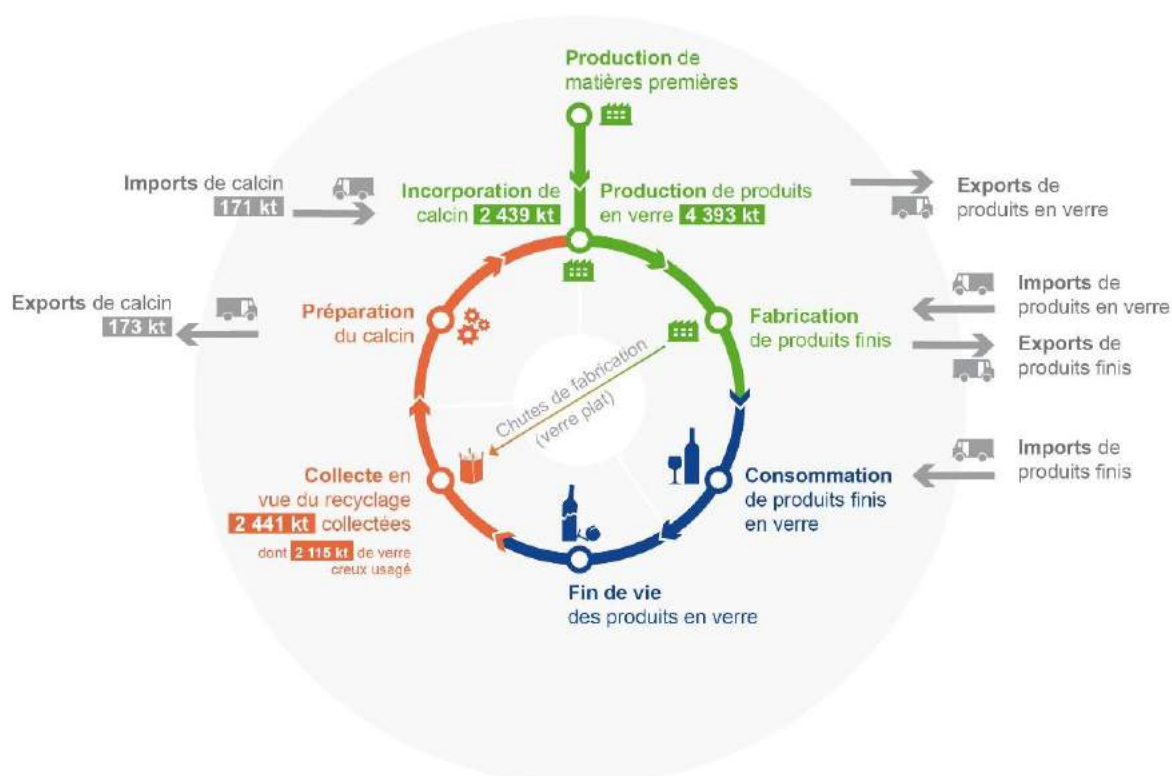 Production de
matières premières
Imports de calcin
171 kt
Incorporation de
calcin 2 439 kt
Production de produits
en verre 4 393 kt
Exports de
produits en verre
Exports de calcin
173 kt
Préparation
du calcin
Fabrication
de produits finis
Imports de
produits en verre
Exports de
produits finis
Chutes de fabrication
(verre plat)
Collecte en
vue du recyclage
2 441 kt collectées
dont 2 115 kt de verre
creux usagé
Consommation
de produits finis
en verre
Imports de
produits finis
Fin de vie
des produits en verre